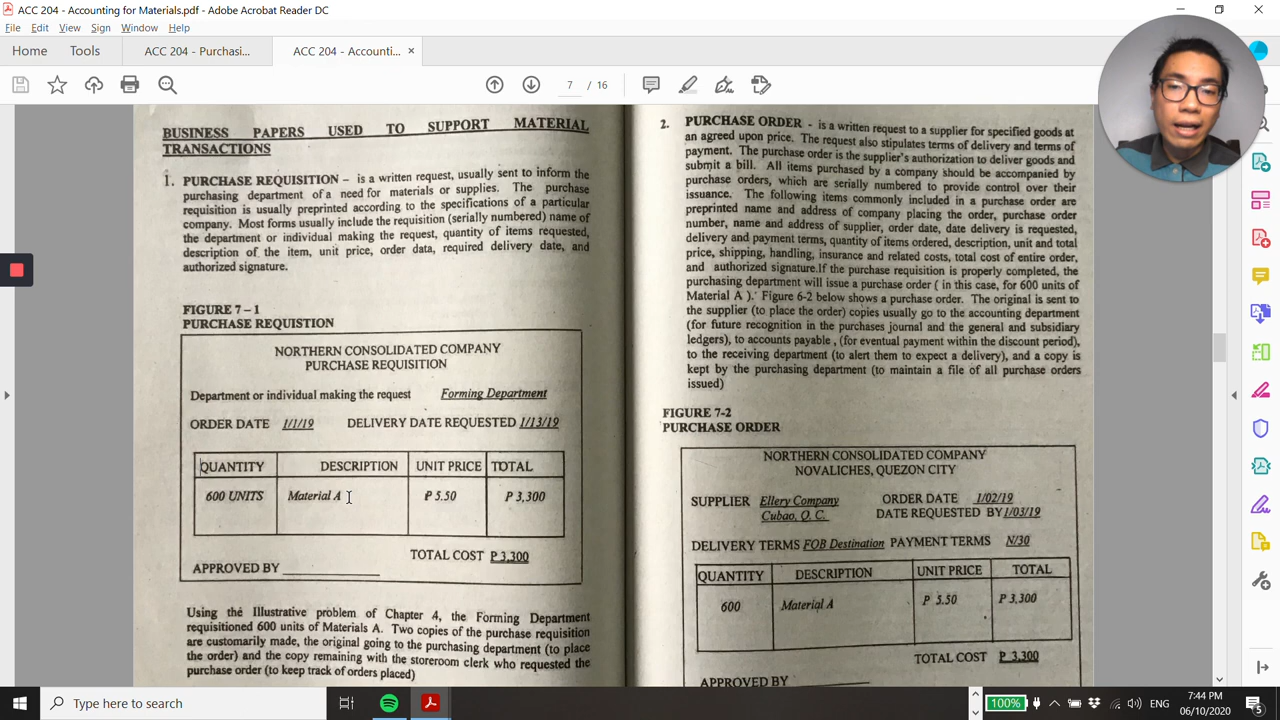 ACC 204 - Accounting for Materials.pdf - Adobe Acrobat Reader DC
File Edit View Sign Window Help
Home Tools ACC 204 - Purchasi... ACC 204 - Accounti... ×
7 / 16
BUSINESS PAPERS USED TO SUPPORT MATERIAL
TRANSACTIONS
1. PURCHASE REQUISITION – is a written request, usually sent to inform the
purchasing department of a need for materials or supplies. The purchase
requisition is usually preprinted according to the specifications of a particular
company. Most forms usually include the requisition (serially numbered) name of
the department or individual making the request, quantity of items requested,
description of the item, unit price, order data, required delivery date, and
authorized signature.
FIGURE 7 – 1
PURCHASE REQUISTION
NORTHERN CONSOLIDATED COMPANY
PURCHASE REQUISITION
Department or individual making the request Forming Department
ORDER DATE 1/1/19 DELIVERY DATE REQUESTED 1/13/19
QUANTITY DESCRIPTION UNIT PRICE TOTAL
600 UNITS Material A ₱ 5.50 ₱ 3,300
TOTAL COST ₱ 3,300
APPROVED BY
Using the Illustrative problem of Chapter 4, the Forming Department
requisitioned 600 units of Materials A. Two copies of the purchase requisition
are customarily made, the original going to the purchasing department (to place
the order) and the copy remaining with the storeroom clerk who requested the
purchase order (to keep track of orders placed)
2. PURCHASE ORDER - is a written request to a supplier for specified goods at
an agreed upon price. The request also stipulates terms of delivery and terms of
payment. The purchase order is the supplier's authorization to deliver goods and
submit a bill. All items purchased by a company should be accompanied by
purchase orders, which are serially numbered to provide control over their
issuance. The following items commonly included in a purchase order are
preprinted name and address of company placing the order, purchase order
number, name and address of supplier, order date, date delivery is requested,
delivery and payment terms, quantity of items ordered, description, unit and total
price, shipping, handling, insurance and related costs, total cost of entire order,
and authorized signature.If the purchase requisition is properly completed, the
purchasing department will issue a purchase order ( in this case, for 600 units of
Material A ). Figure 6-2 below shows a purchase order. The original is sent to
the supplier (to place the order) copies usually go to the accounting department
(for future recognition in the purchases journal and the general and subsidiary
ledgers), to accounts payable , (for eventual payment within the discount period),
to the receiving department (to alert them to expect a delivery), and a copy is
kept by the purchasing department (to maintain a file of all purchase orders
issued)
FIGURE 7-2
PURCHASE ORDER
NORTHERN CONSOLIDATED COMPANY
NOVALICHES, QUEZON CITY
SUPPLIER Ellery Company ORDER DATE 1/02/19
Cubao, Q. C. DATE REQUESTED BY 1/03/19
DELIVERY TERMS FOB Destination PAYMENT TERMS N/30
QUANTITY DESCRIPTION UNIT PRICE TOTAL
600 Material A ₱ 5.50 ₱ 3,300
TOTAL COST ₱ 3,300
APPROVED BY
Type here to search
100% ENG 7:44 PM
06/10/2020 5